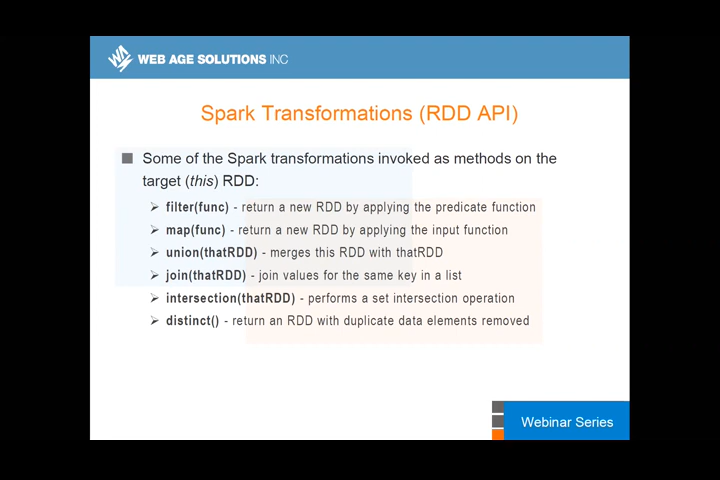 WEB AGE SOLUTIONS INC
Spark Transformations (RDD API)
Some of the Spark transformations invoked as methods on the
target (this) RDD:
filter(func) - return a new RDD by applying the predicate function
map(func) - return a new RDD by applying the input function
union(thatRDD) - merges this RDD with thatRDD
join(thatRDD) - join values for the same key in a list
intersection(thatRDD) - performs a set intersection operation
distinct() - return an RDD with duplicate data elements removed
Webinar Series